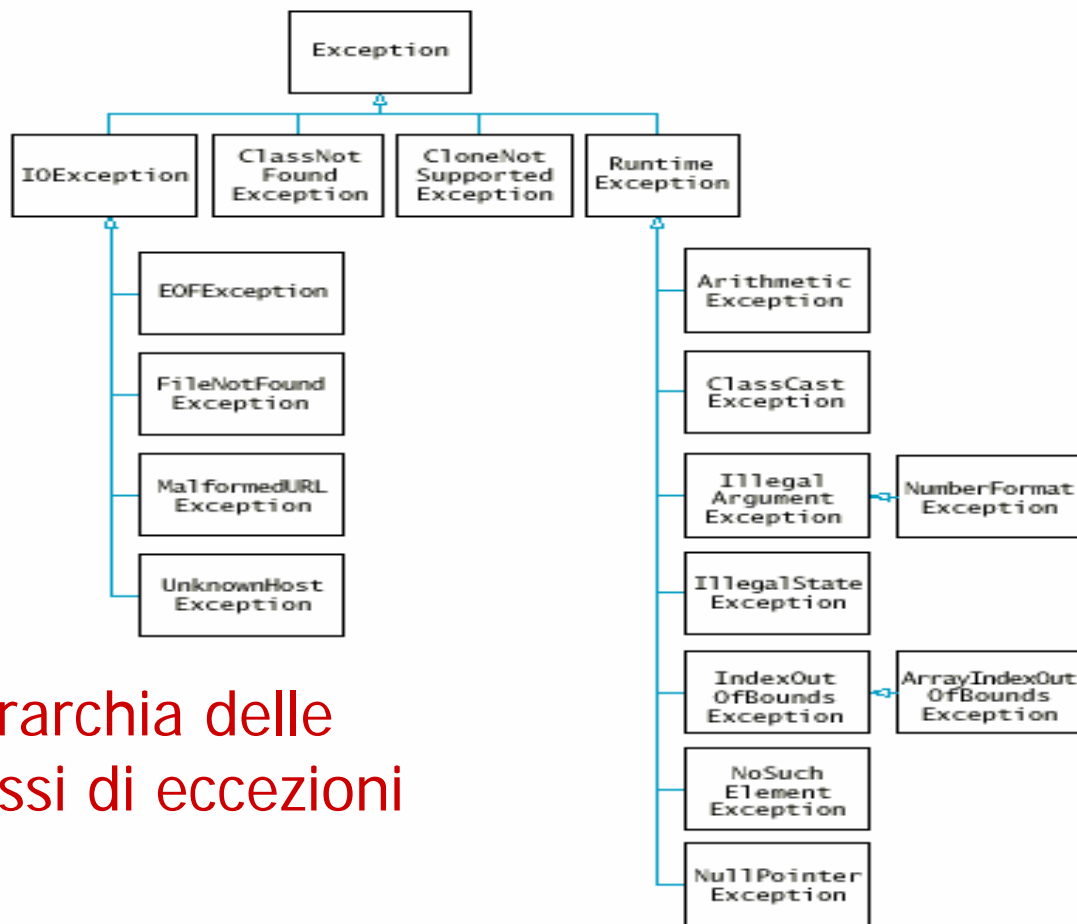 Exception
IOException
ClassNot
Found
Exception
CloneNot
Supported
Exception
Runtime
Exception
EOFException
FileNotFound
Exception
MalformedURL
Exception
UnknownHost
Exception
Arithmetic
Exception
ClassCast
Exception
Illegal
Argument
Exception
NumberFormat
Exception
IllegalState
Exception
IndexOut
OfBounds
Exception
ArrayIndexOut
OfBounds
Exception
NoSuch
Element
Exception
NullPointer
Exception
rarchia delle
ssi di eccezioni